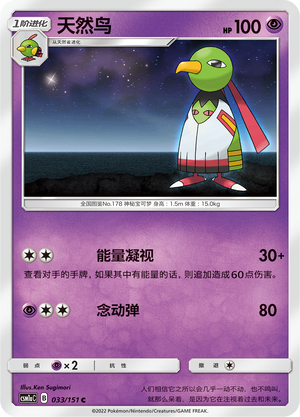 1阶进化
天然鸟
HP 100
从天然雀进化
全国图鉴No.178 神秘宝可梦 身高：1.5m 体重：15.0kg
能量凝视 30+
查看对手的手牌，如果其中有能量的话，则追加造成60点伤害。
念动弹 80
弱点 ×2 抗性 撤退
Illus.Ken Sugimori
CSM1cC B 033/151 C
人们相信它之所以会几乎一动不动，也不鸣叫，
就那么呆着，是因为它在注视着过去和未来。
©2022 Pokémon/Nintendo/Creatures/GAME FREAK.